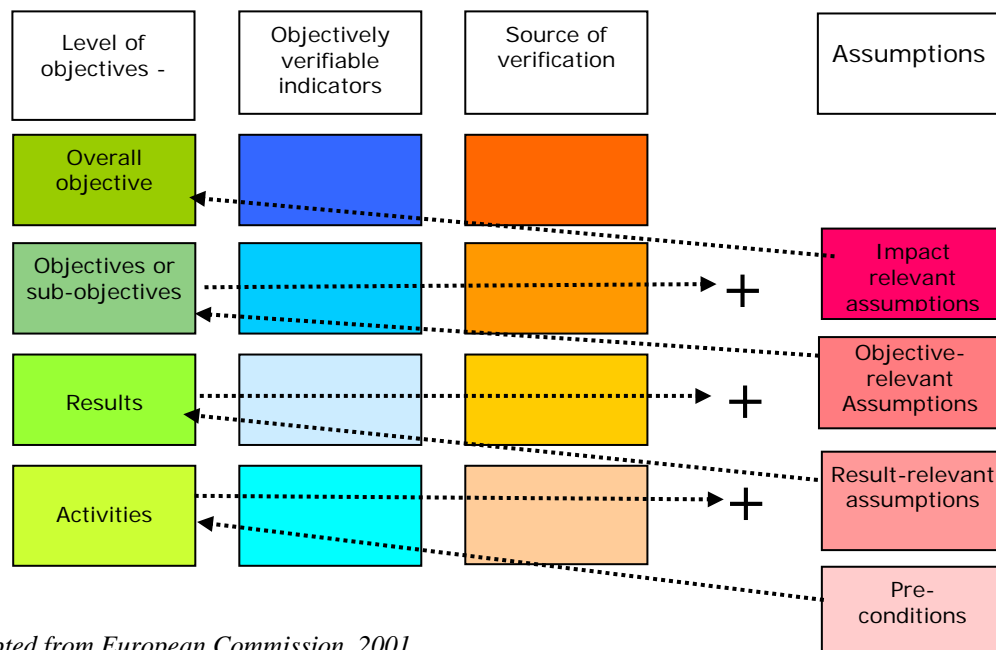 Level of
objectives -
Objectively
verifiable
indicators
Source of
verification
Assumptions
Overall
objective
Impact
relevant
assumptions
Objectives or
sub-objectives
+
Objective-
relevant
Assumptions
Results
+
Result-relevant
assumptions
Activities
+
Pre-
conditions
pted from European Commission, 2001